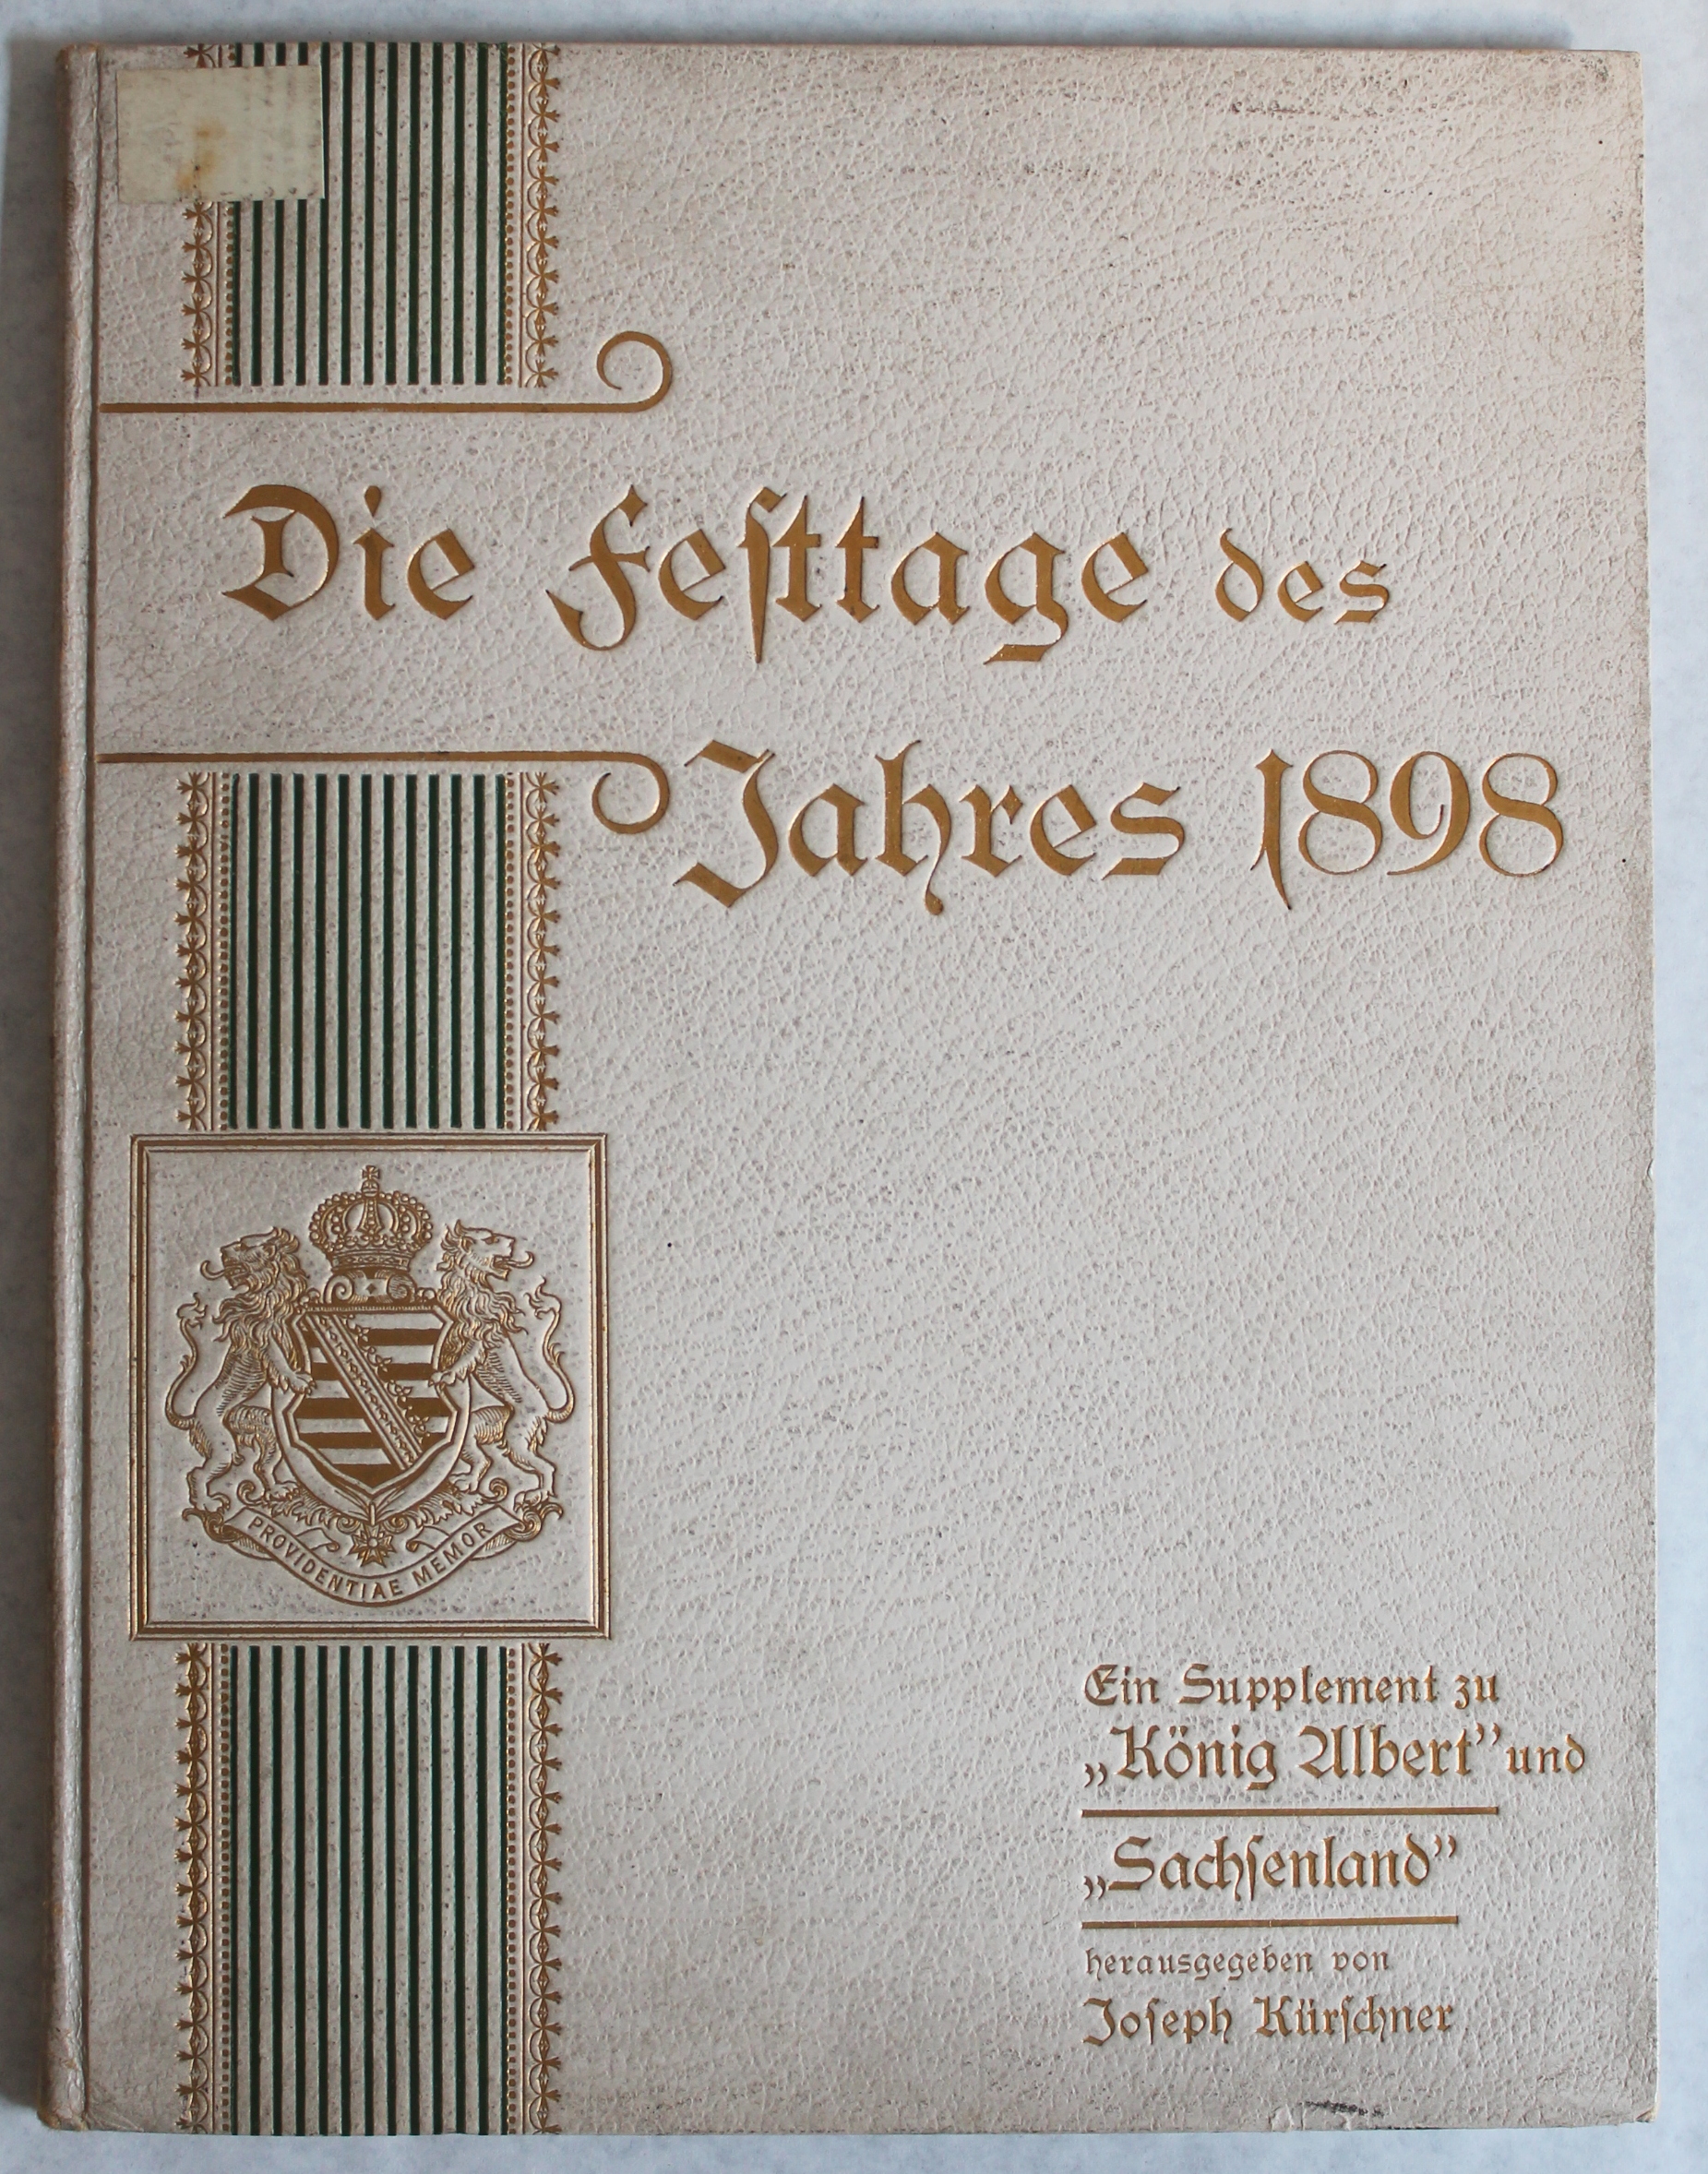 Die Feſttage des
Jahres 1898
PROVIDENTIAE MEMOR
Ein Supplement zu
„König Albert” und
„Sachſenland”
herausgegeben von
Joſeph Kürſchner